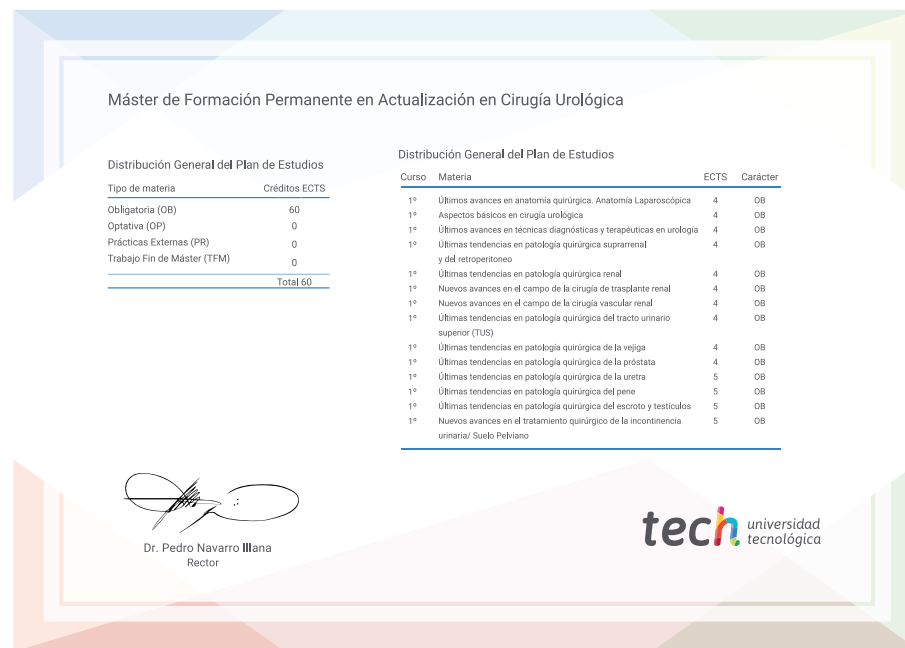 Máster de Formación Permanente en Actualización en Cirugía Urológica
Distribución General del Plan de Estudios
Tipo de materia Créditos ECTS
Obligatoria (OB) 60
Optativa (OP) 0
Prácticas Externas (PR) 0
Trabajo Fin de Máster (TFM) 0
Total 60
Distribución General del Plan de Estudios
Curso Materia ECTS Carácter
1º Últimos avances en anatomía quirúrgica. Anatomía Laparoscópica 4 OB
1º Aspectos básicos en cirugía urológica 4 OB
1º Últimos avances en técnicas diagnósticas y terapéuticas en urología 4 OB
1º Últimas tendencias en patología quirúrgica suprarrenal 4 OB
y del retroperitoneo
1º Últimas tendencias en patología quirúrgica renal 4 OB
1º Nuevos avances en el campo de la cirugía de trasplante renal 4 OB
1º Nuevos avances en el campo de la cirugía vascular renal 4 OB
1º Últimas tendencias en patología quirúrgica del tracto urinario 4 OB
superior (TUS)
1º Últimas tendencias en patología quirúrgica de la vejiga 4 OB
1º Últimas tendencias en patología quirúrgica de la próstata 4 OB
1º Últimas tendencias en patología quirúrgica de la uretra 5 OB
1º Últimas tendencias en patología quirúrgica del pene 5 OB
1º Últimas tendencias en patología quirúrgica del escroto y testículos 5 OB
1º Nuevos avances en el tratamiento quirúrgico de la incontinencia 5 OB
urinaria/ Suelo Pelviano
Dr. Pedro Navarro Illana
Rector
tech universidad
tecnológica